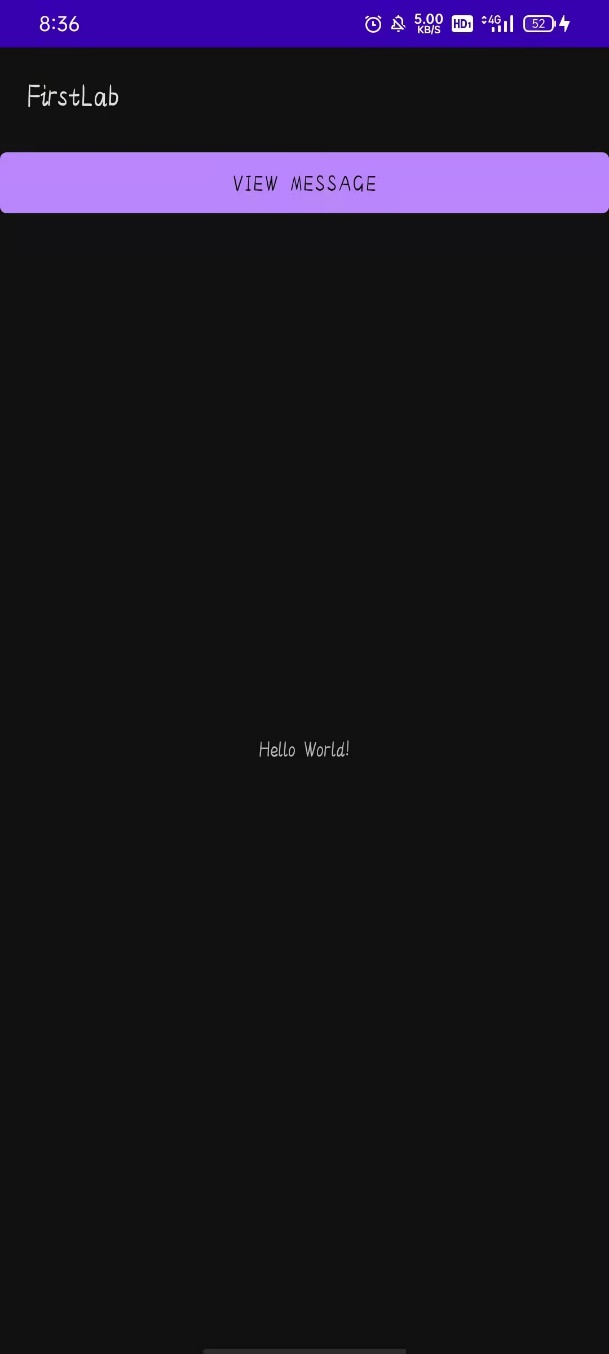 8:36
5.00
KB/S
HD1
4G
52
FirstLab
VIEW MESSAGE
Hello World!